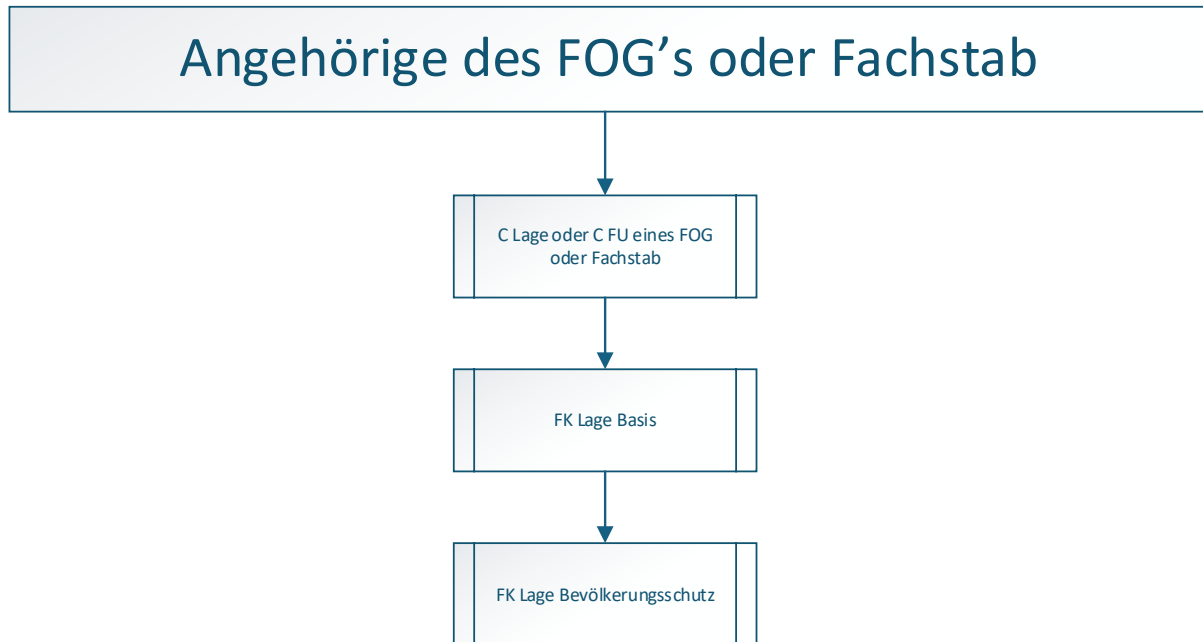 Angehörige des FOG’s oder Fachstab
C Lage oder C FU eines FOG
oder Fachstab
FK Lage Basis
FK Lage Bevölkerungsschutz